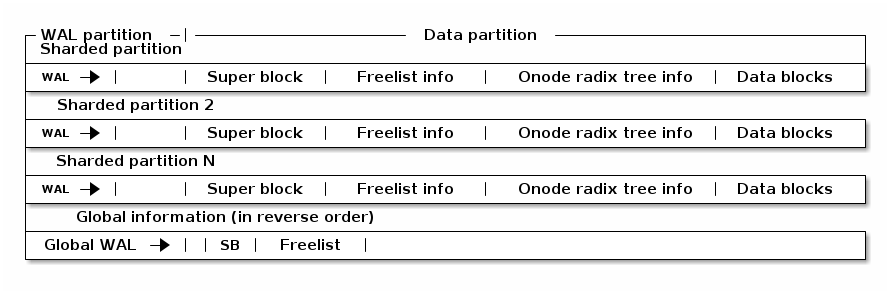 WAL partition Data partition
Sharded partition
WAL Super block Freelist info Onode radix tree info Data blocks
Sharded partition 2
WAL Super block Freelist info Onode radix tree info Data blocks
Sharded partition N
WAL Super block Freelist info Onode radix tree info Data blocks
Global information (in reverse order)
Global WAL SB Freelist